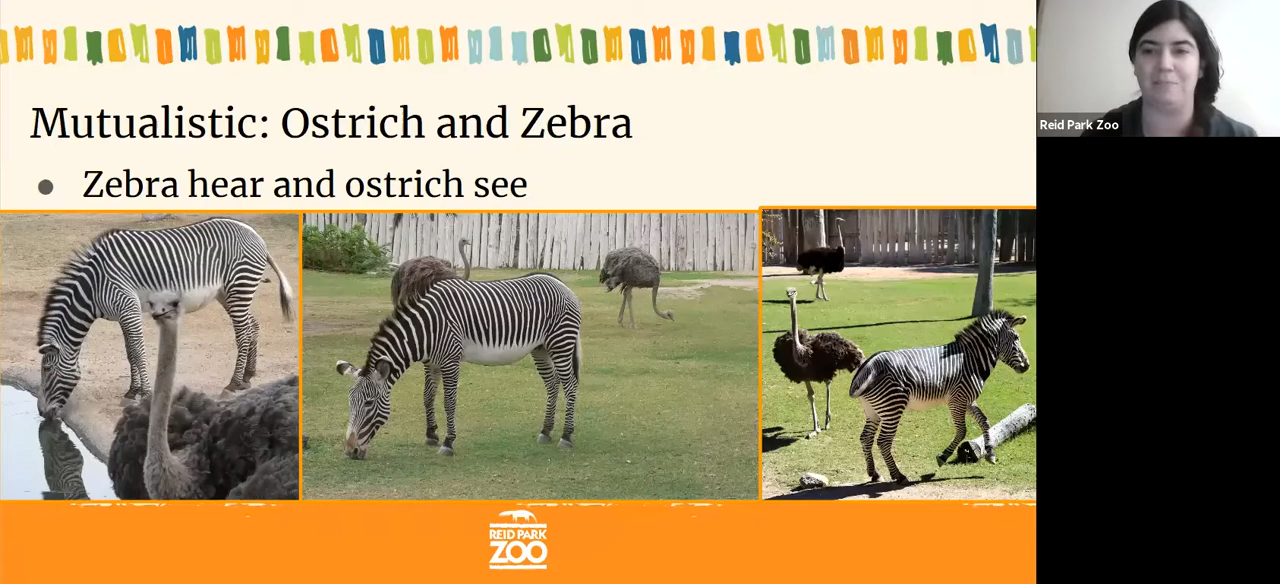 Mutualistic: Ostrich and Zebra
Zebra hear and ostrich see
Reid Park Zoo
REID PARK
ZOO